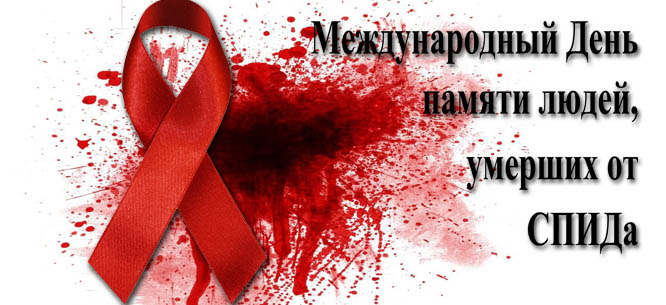 Международный День
памяти людей,
умерших от
СПИДа